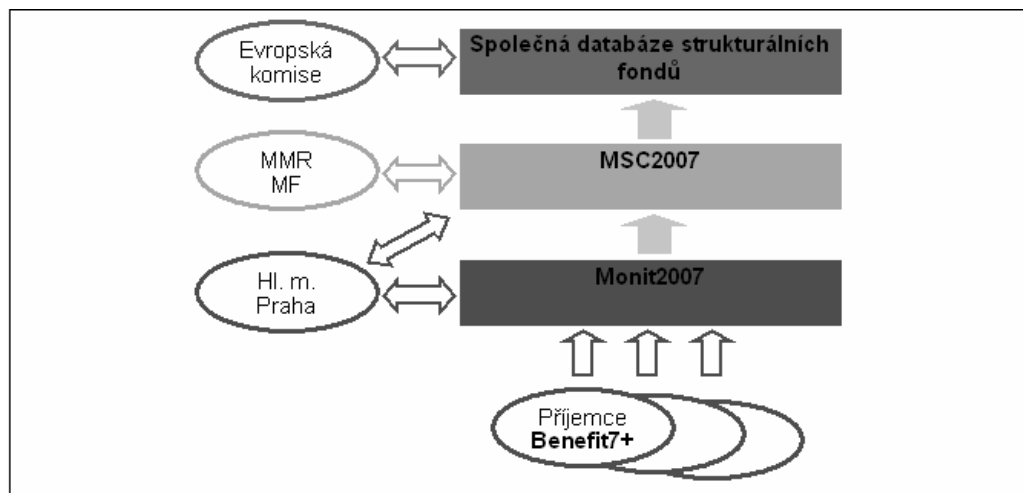 Evropská
komise
Společná databáze strukturálních
fondů
MMR
MF
MSC2007
Hl. m.
Praha
Monit2007
Příjemce
Benefit7+